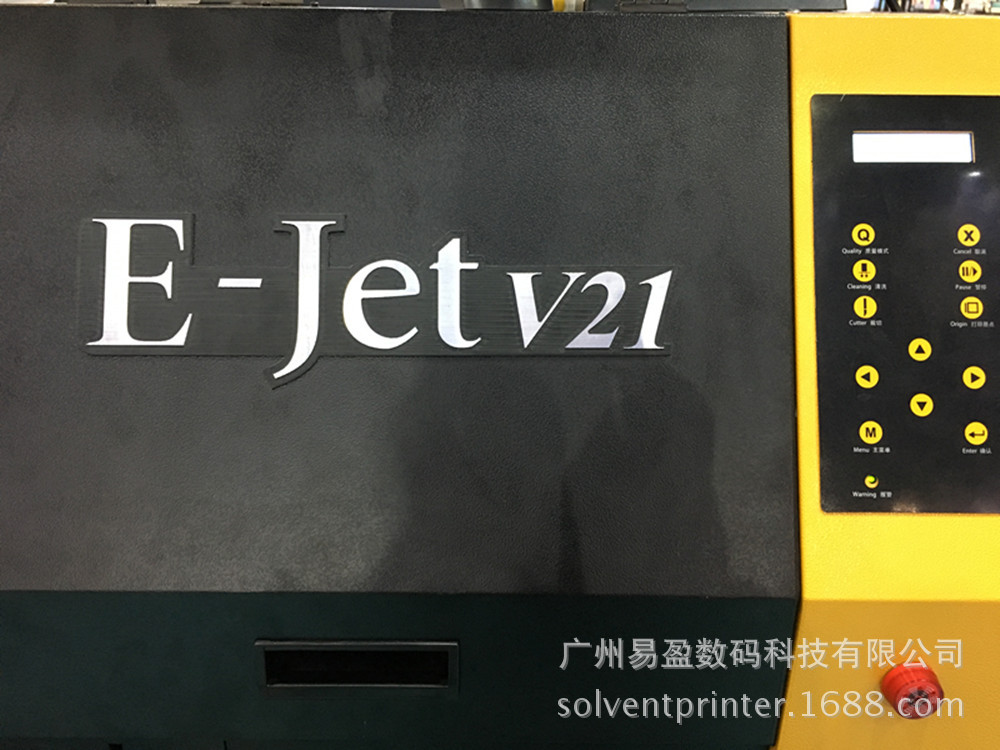 E-Jet V21
Q
X
Quality 质量模式
Cancel 取消
Cleaning 清洗
Pause 暂停
Cutter 裁切
Origin 打印原点
M
Menu 主菜单
Enter 确认
Warning 报警
广州易盈数码科技有限公司
solventprinter.1688.com